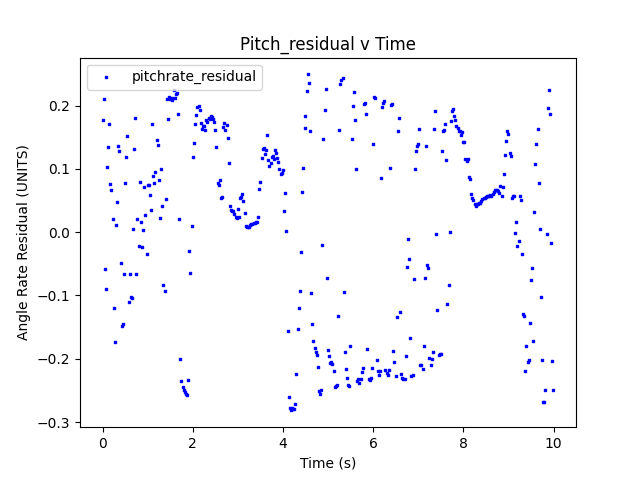 Pitch_residual v Time
pitchrate_residual
Angle Rate Residual (UNITS)
0.2
0.1
0.0
−0.1
−0.2
−0.3
0 2 4 6 8 10
Time (s)